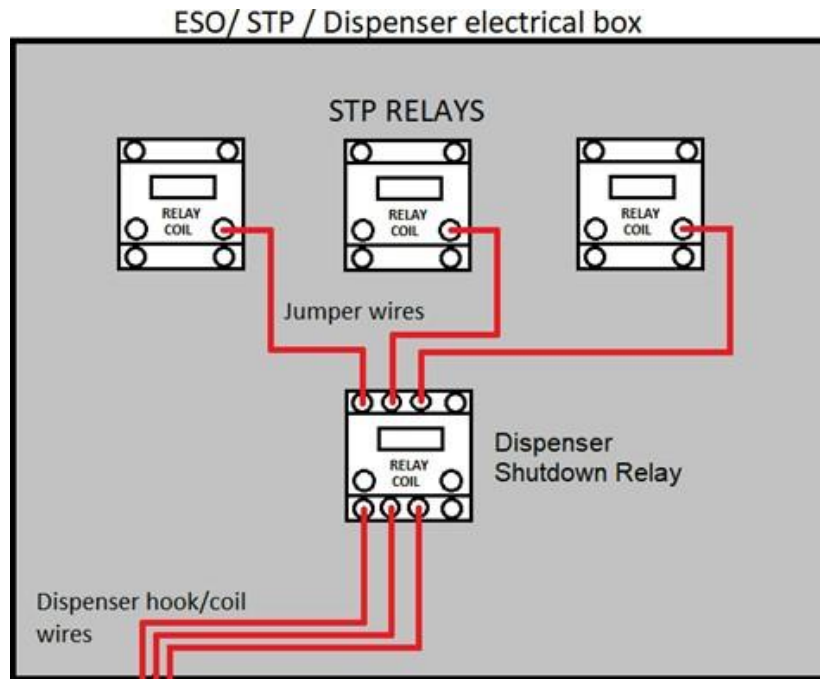 ESO/ STP / Dispenser electrical box
STP RELAYS
RELAY
COIL
RELAY
COIL
RELAY
COIL
Jumper wires
RELAY
COIL
Dispenser
Shutdown Relay
Dispenser hook/coil
wires